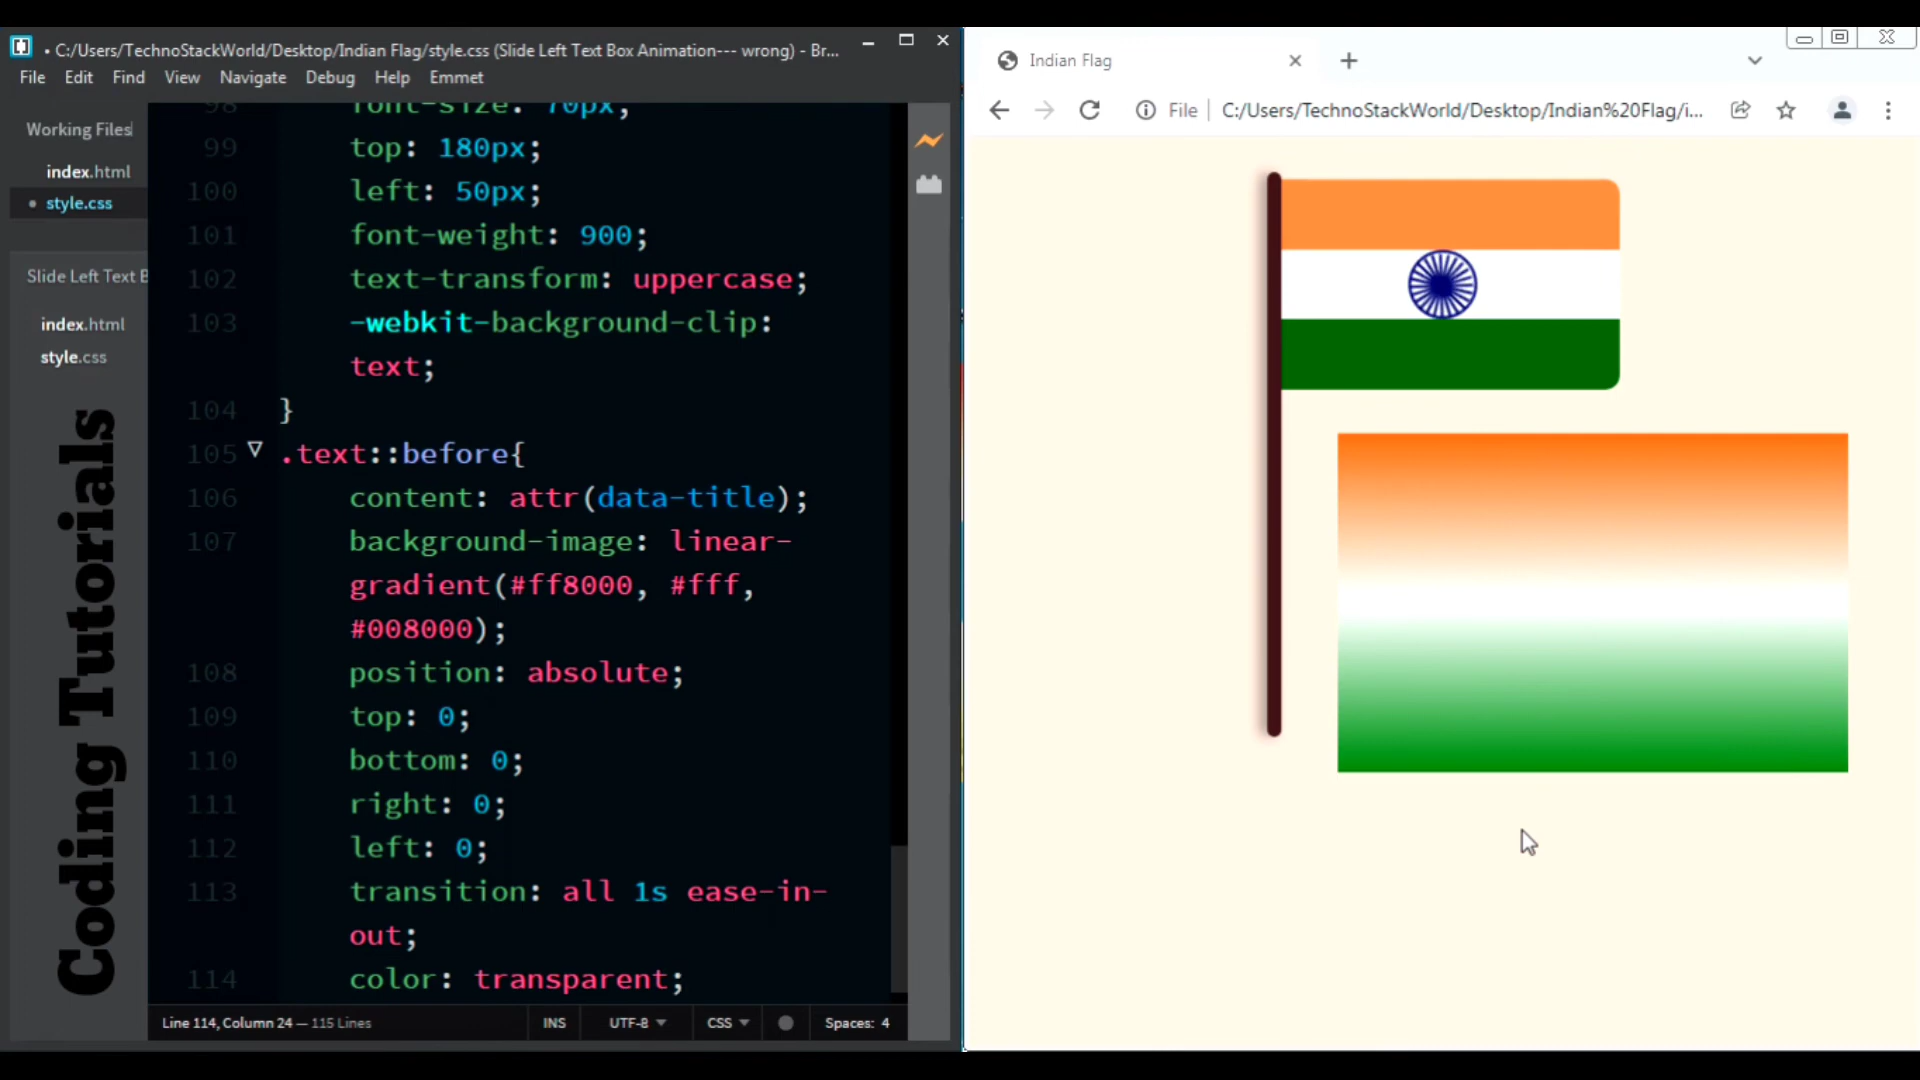 • C:/Users/TechnoStackWorld/Desktop/Indian Flag/style.css (Slide Left Text Box Animation--- wrong) - Br...
File Edit Find View Navigate Debug Help Emmet
Working Files
index.html
• style.css
Slide Left Text B
index.html
style.css
Coding Tutorials
98 font-size: 70px;
99 top: 180px;
100 left: 50px;
101 font-weight: 900;
102 text-transform: uppercase;
103 -webkit-background-clip:
text;
104 }
105 .text::before{
106 content: attr(data-title);
107 background-image: linear-
gradient(#ff8000, #fff,
#008000);
108 position: absolute;
109 top: 0;
110 bottom: 0;
111 right: 0;
112 left: 0;
113 transition: all 1s ease-in-
out;
114 color: transparent;
Line 114, Column 24 — 115 Lines
INS UTF-8 CSS Spaces: 4
Indian Flag
File C:/Users/TechnoStackWorld/Desktop/Indian%20Flag/i...